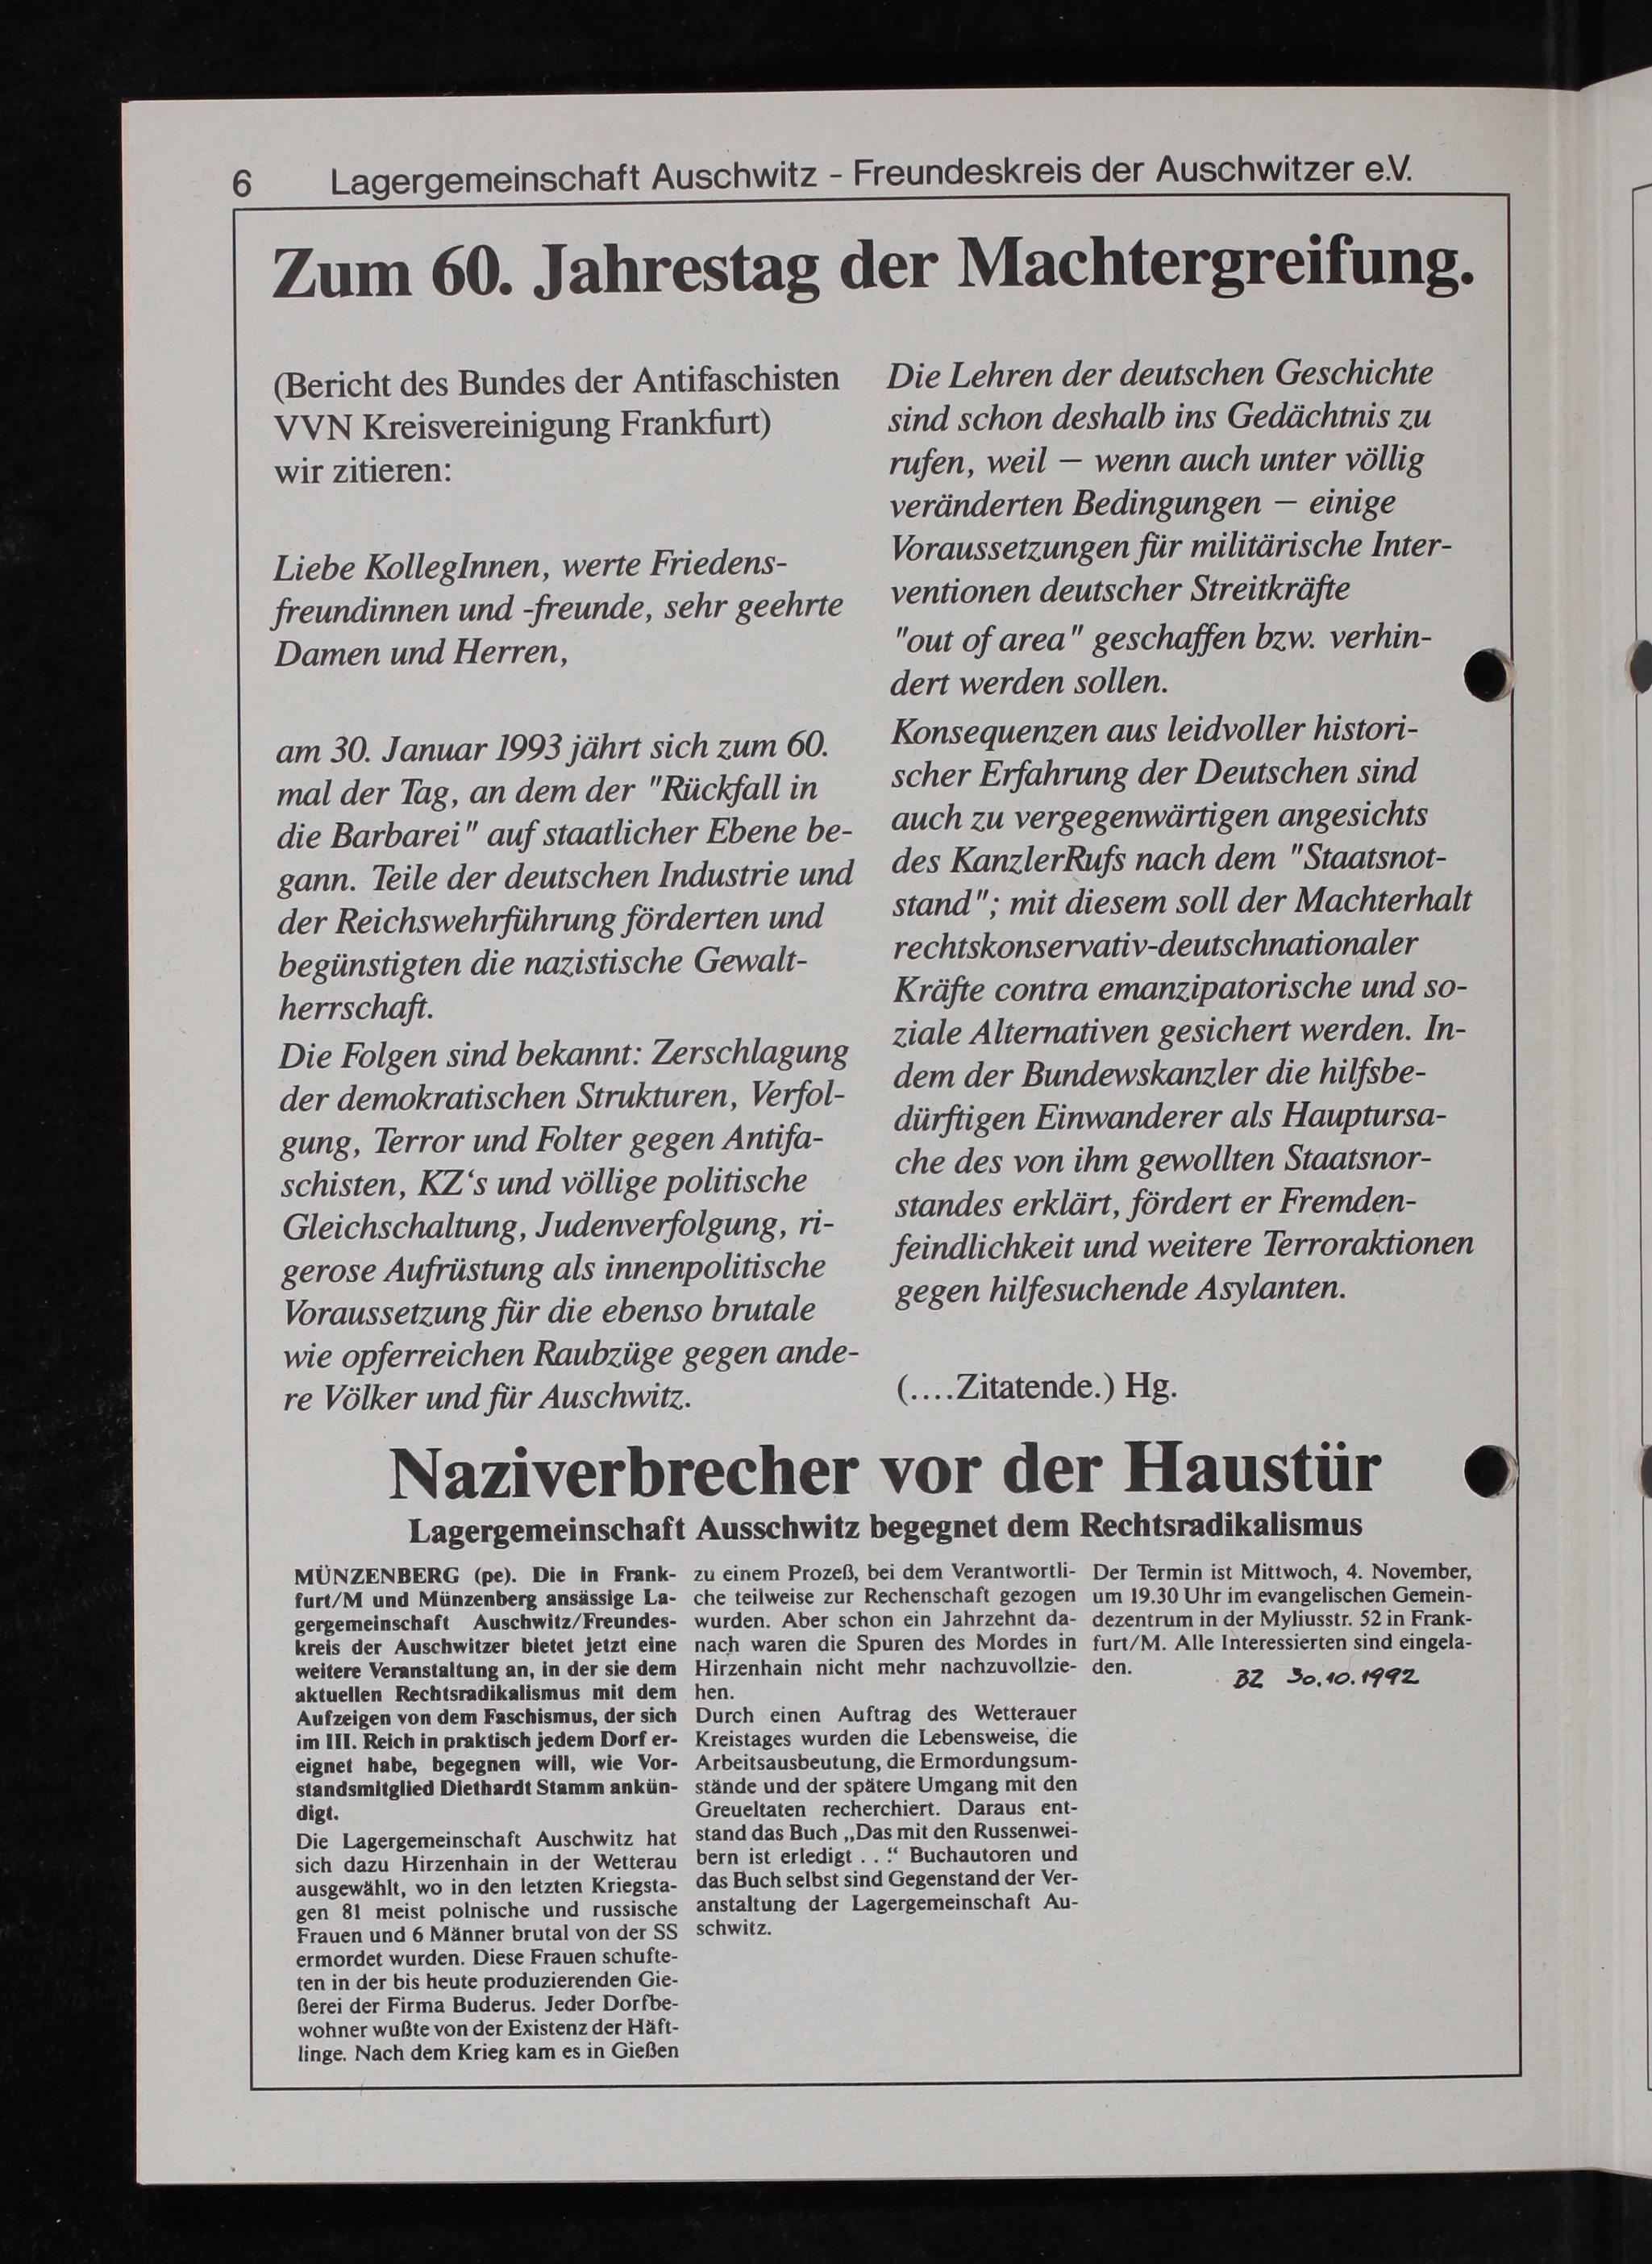 6 Lagergemeinschaft Auschwitz - Freundeskreis der Auschwitzer e.V.
Zum 60. Jahrestag der Machtergreifung.
(Bericht des Bundes der Antifaschisten
VVN Kreisvereinigung Frankfurt)
wir zitieren:
Liebe KollegInnen, werte Friedens-
freundinnen und -freunde, sehr geehrte
Damen und Herren,
am 30. Januar 1993 jährt sich zum 60.
mal der Tag, an dem der "Rückfall in
die Barbarei" auf staatlicher Ebene be-
gann. Teile der deutschen Industrie und
der Reichswehrführung förderten und
begünstigten die nazistische Gewalt-
herrschaft.
Die Folgen sind bekannt: Zerschlagung
der demokratischen Strukturen, Verfol-
gung, Terror und Folter gegen Antifa-
schisten, KZ's und völlige politische
Gleichschaltung, Judenverfolgung, ri-
gerose Aufrüstung als innenpolitische
Voraussetzung für die ebenso brutale
wie opferreichen Raubzüge gegen ande-
re Völker und für Auschwitz.
Die Lehren der deutschen Geschichte
sind schon deshalb ins Gedächtnis zu
rufen, weil – wenn auch unter völlig
veränderten Bedingungen – einige
Voraussetzungen für militärische Inter-
ventionen deutscher Streitkräfte
"out of area" geschaffen bzw. verhin-
dert werden sollen.
Konsequenzen aus leidvoller histori-
scher Erfahrung der Deutschen sind
auch zu vergegenwärtigen angesichts
des KanzlerRufs nach dem "Staatsnot-
stand"; mit diesem soll der Machterhalt
rechtskonservativ-deutschnationaler
Kräfte contra emanzipatorische und so-
ziale Alternativen gesichert werden. In-
dem der Bundewskanzler die hilfsbe-
dürftigen Einwanderer als Hauptursa-
che des von ihm gewollten Staatsnor-
standes erklärt, fördert er Fremden-
feindlichkeit und weitere Terroraktionen
gegen hilfesuchende Asylanten.
(....Zitatende.) Hg.
Naziverbrecher vor der Haustür
Lagergemeinschaft Ausschwitz begegnet dem Rechtsradikalismus
MÜNZENBERG (pe). Die in Frank-
furt/M und Münzenberg ansässige La-
gergemeinschaft Auschwitz/Freundes-
kreis der Auschwitzer bietet jetzt eine
weitere Veranstaltung an, in der sie dem
aktuellen Rechtsradikalismus mit dem
Aufzeigen von dem Faschismus, der sich
im III. Reich in praktisch jedem Dorf er-
eignet habe, begegnen will, wie Vor-
standsmitglied Diethardt Stamm ankün-
digt.
Die Lagergemeinschaft Auschwitz hat
sich dazu Hirzenhain in der Wetterau
ausgewählt, wo in den letzten Kriegsta-
gen 81 meist polnische und russische
Frauen und 6 Männer brutal von der SS
ermordet wurden. Diese Frauen schufte-
ten in der bis heute produzierenden Gie-
ßerei der Firma Buderus. Jeder Dorfbe-
wohner wußte von der Existenz der Häft-
linge. Nach dem Krieg kam es in Gießen
zu einem Prozeß, bei dem Verantwortli-
che teilweise zur Rechenschaft gezogen
wurden. Aber schon ein Jahrzehnt da-
nach waren die Spuren des Mordes in
Hirzenhain nicht mehr nachzuvollzie-
hen.
Durch einen Auftrag des Wetterauer
Kreistages wurden die Lebensweise, die
Arbeitsausbeutung, die Ermordungsum-
stände und der spätere Umgang mit den
Greueltaten recherchiert. Daraus ent-
stand das Buch „Das mit den Russenwei-
bern ist erledigt . . .“ Buchautoren und
das Buch selbst sind Gegenstand der Ver-
anstaltung der Lagergemeinschaft Au-
schwitz.
Der Termin ist Mittwoch, 4. November,
um 19.30 Uhr im evangelischen Gemein-
dezentrum in der Myliusstr. 52 in Frank-
furt/M. Alle Interessierten sind eingela-
den.
BZ 30.10.1992